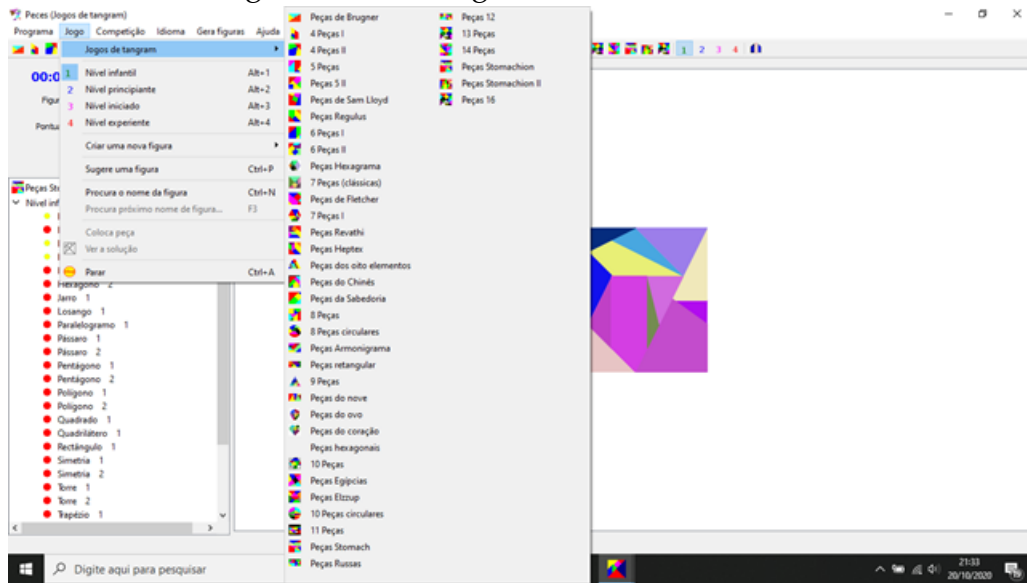 Peces (Jogos de tangram)
Programa Jogo Competição Idioma Gera figuras Ajuda
1 2 3 4
Jogos de tangram
1 Nível infantil Alt+1
2 Nível principiante Alt+2
3 Nível iniciado Alt+3
4 Nível experiente Alt+4
Criar uma nova figura
Sugere uma figura Ctrl+P
Procura o nome da figura Ctrl+N
Procura próximo nome de figura... F3
Coloca peça
Ver a solução
Parar Ctrl+A
Peças de Brugner
4 Peças I
4 Peças II
5 Peças
Peças 5 II
Peças de Sam Lloyd
Peças Regulus
6 Peças I
6 Peças II
Peças Hexagrama
7 Peças (clássicas)
Peças de Fletcher
7 Peças I
Peças Revathi
Peças Heptex
Peças dos oito elementos
Peças do Chinês
Peças da Sabedoria
8 Peças
8 Peças circulares
Peças Armonigrama
Peças retangular
9 Peças
Peças do nove
Peças do ovo
Peças do coração
Peças hexagonais
10 Peças
Peças Egípcias
Peças Elzzup
10 Peças circulares
11 Peças
Peças Stomach
Peças Russas
Peças 12
13 Peças
14 Peças
Peças Stomachion
Peças Stomachion II
Peças 16
00:0
Figu
Pontu
Peças Sto
Nível inf
Hexágono 2
Jarro 1
Losango 1
Paralelogramo 1
Pássaro 1
Pássaro 2
Pentágono 1
Pentágono 2
Polígono 1
Polígono 2
Quadrado 1
Quadrilátero 1
Rectângulo 1
Simetria 1
Simetria 2
Torre 1
Torre 2
Trapézio 1
Digite aqui para pesquisar
21:33
20/10/2020